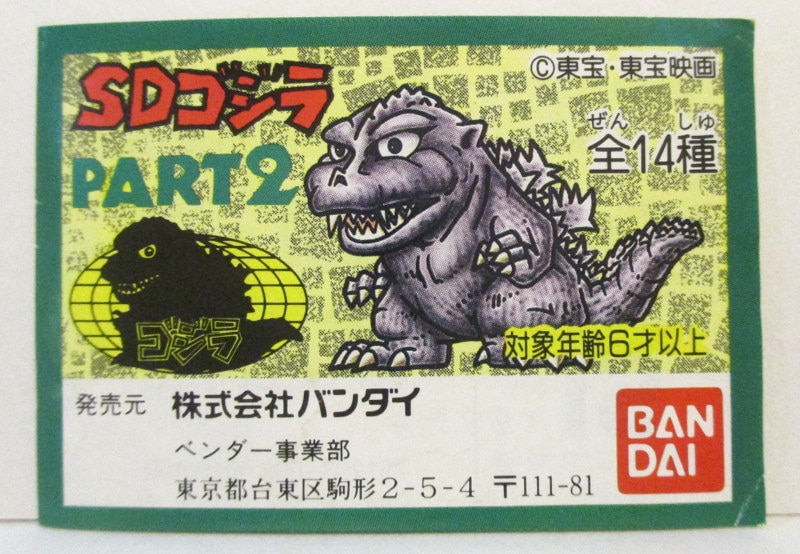 SDゴジラ
PART2
©東宝・東宝映画
ぜん しゅ
全14種
ゴジラ
対象年齢6才以上
発売元 株式会社バンダイ
ベンダー事業部
東京都台東区駒形2-5-4 〒111-81
BAN
DAI